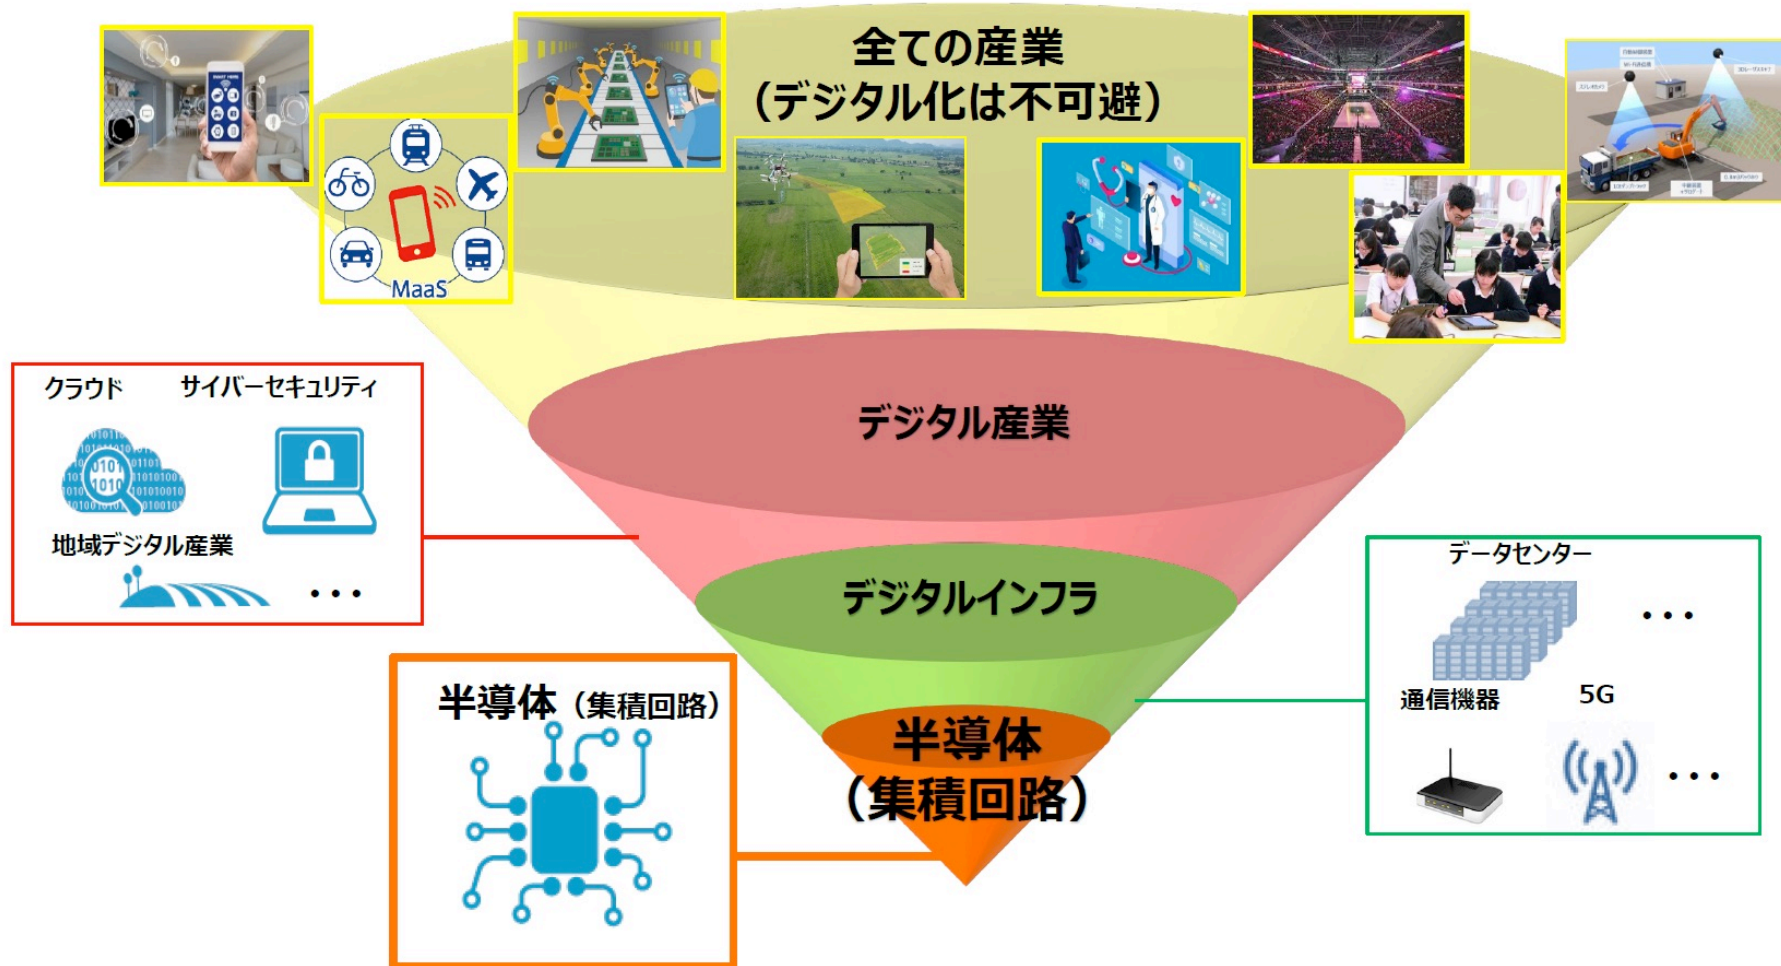 全ての産業
（デジタル化は不可避）
SMART HOME
MaaS
デジタル産業
クラウド
サイバーセキュリティ
地域デジタル産業
・・・
デジタルインフラ
データセンター
・・・
通信機器
5G
・・・
半導体（集積回路）
半導体
（集積回路）